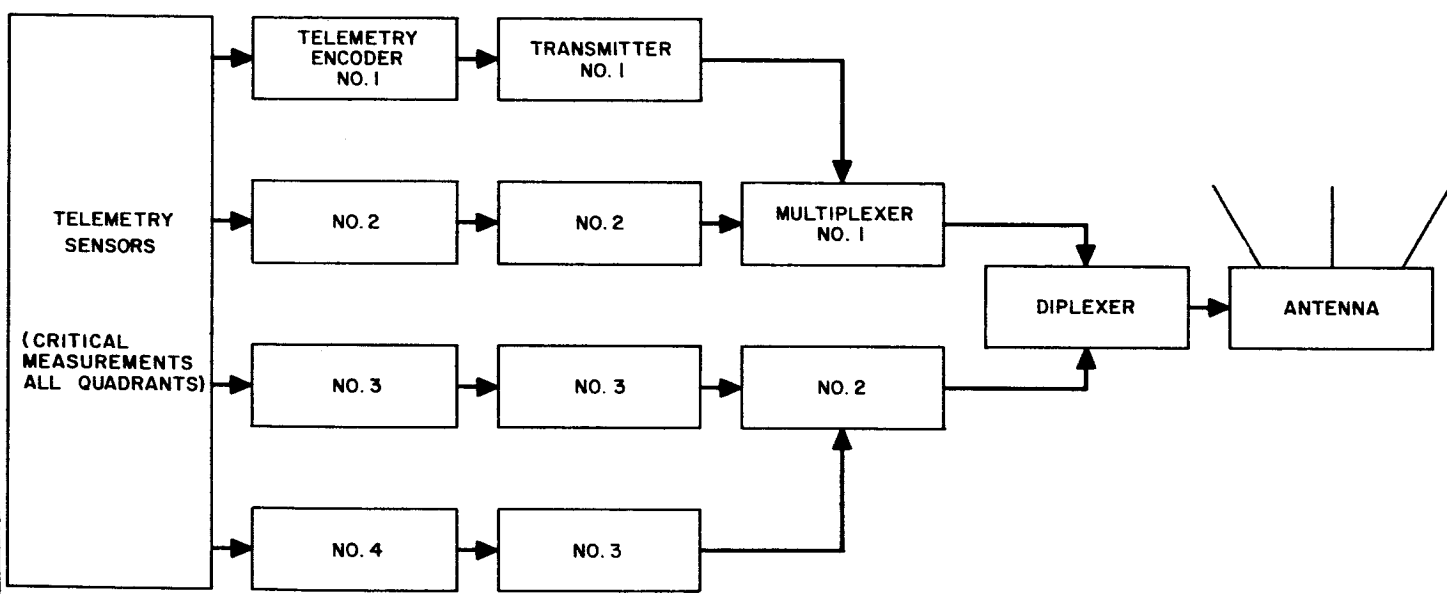 TELEMETRY
ENCODER
NO. 1
TRANSMITTER
NO. 1
TELEMETRY
SENSORS
(CRITICAL
MEASUREMENTS
ALL QUADRANTS)
NO. 2
NO. 2
MULTIPLEXER
NO. 1
DIPLEXER
ANTENNA
NO. 3
NO. 3
NO. 2
NO. 4
NO. 3